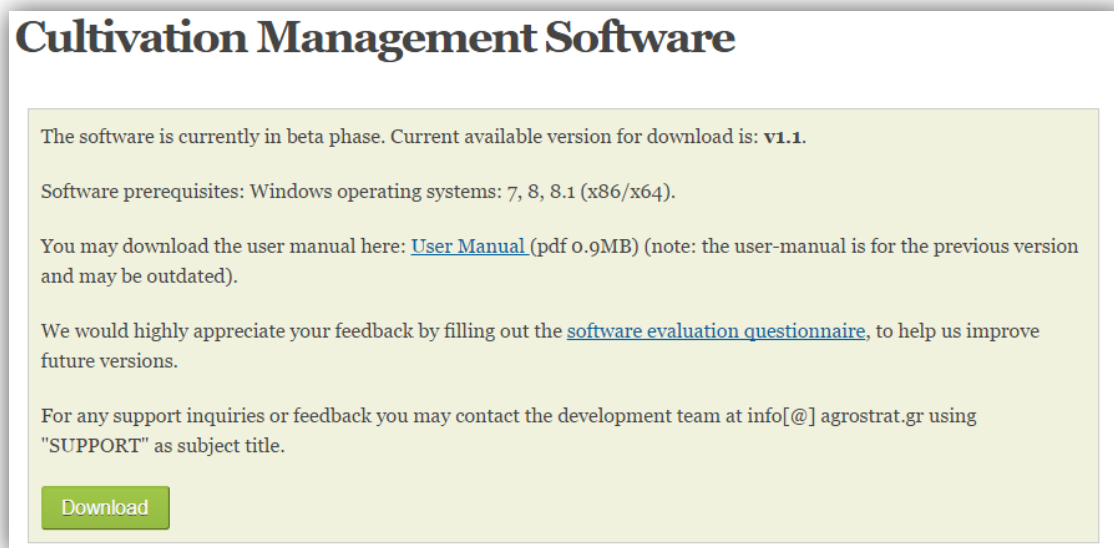 Cultivation Management Software
The software is currently in beta phase. Current available version for download is: v1.1.
Software prerequisites: Windows operating systems: 7, 8, 8.1 (x86/x64).
You may download the user manual here: User Manual (pdf 0.9MB) (note: the user-manual is for the previous version
and may be outdated).
We would highly appreciate your feedback by filling out the software evaluation questionnaire, to help us improve
future versions.
For any support inquiries or feedback you may contact the development team at info[@] agrostrat.gr using
"SUPPORT" as subject title.
Download